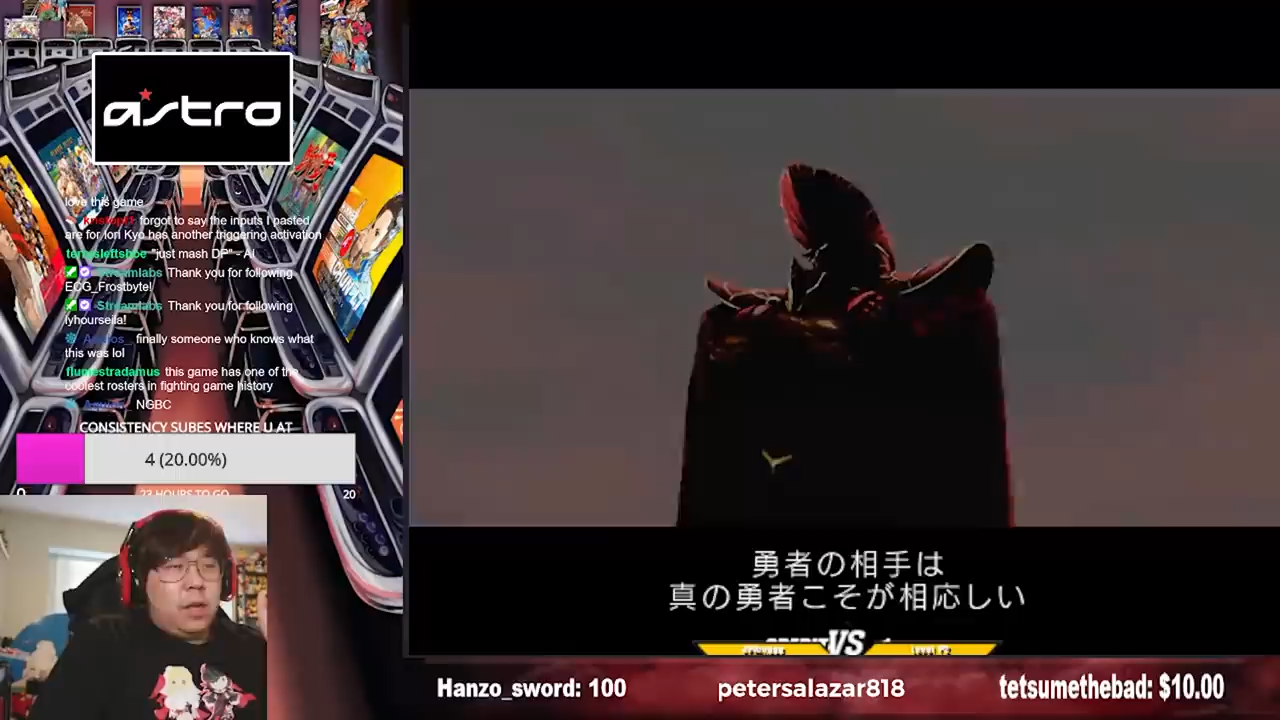 astro
love this game
forgot to say the inputs I pasted
are for Iori Kyo has another triggering activation
"just mash DP" - AI
Streamlabs Thank you for following
ECG_Frostbyte!
Streamlabs Thank you for following
finally someone who knows what
this was lol
flumestradamus this game has one of the
coolest rosters in fighting game history
NGBC
CONSISTENCY SUBES WHERE U AT
4 (20.00%)
0
23 HOURS TO GO
20
勇者の相手は
真の勇者こそが相応しい
VS
Hanzo_sword: 100
petersalazar818
tetsumethebad: $10.00